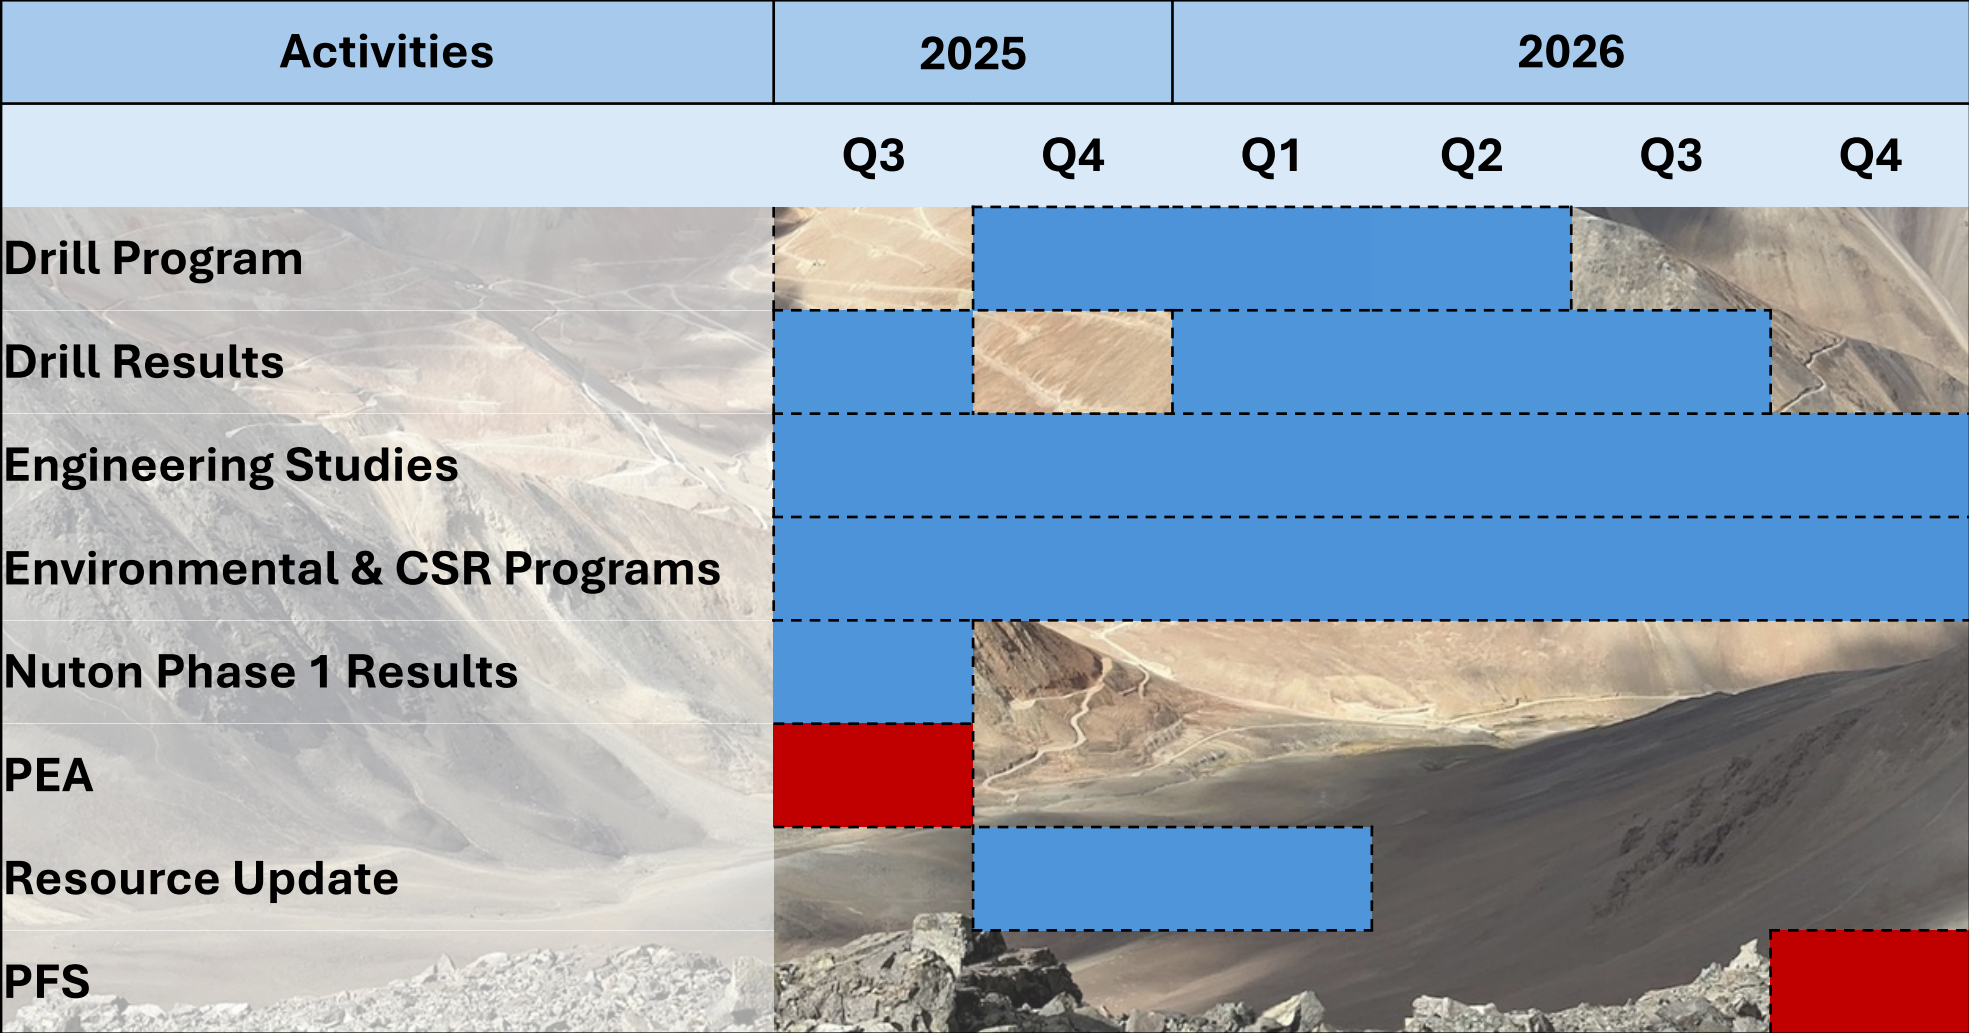 Activities 2025 2026
Q3 Q4 Q1 Q2 Q3 Q4
Drill Program
Drill Results
Engineering Studies
Environmental & CSR Programs
Nuton Phase 1 Results
PEA
Resource Update
PFS